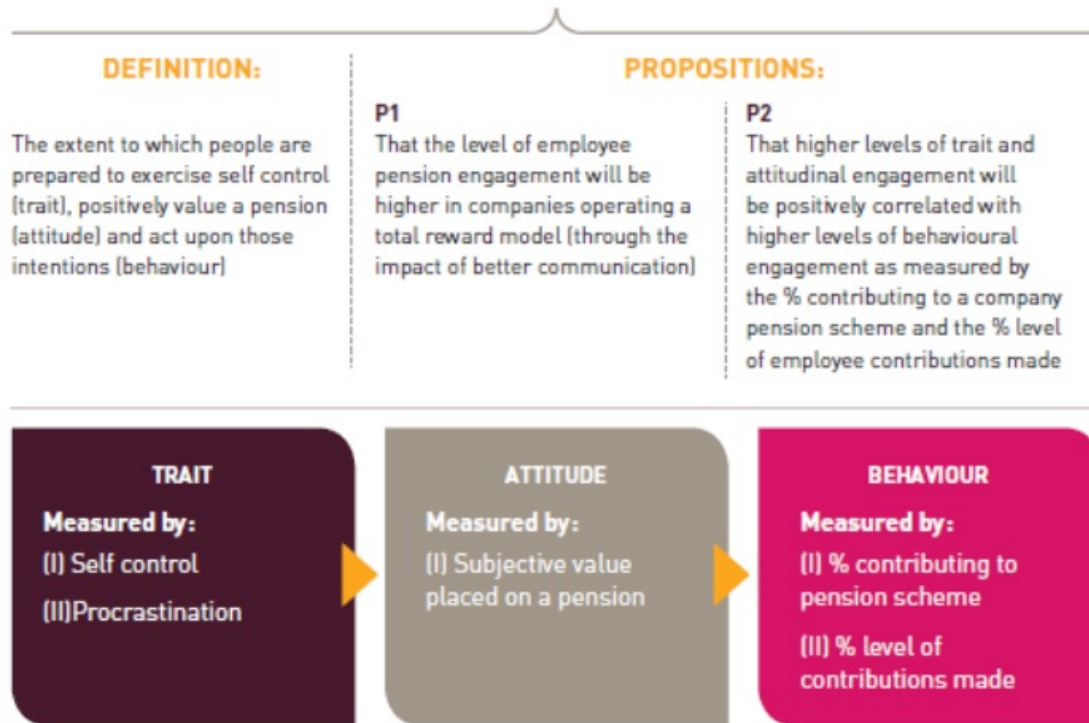 DEFINITION:
The extent to which people are
prepared to exercise self control
(trait), positively value a pension
(attitude) and act upon those
intentions (behaviour)
PROPOSITIONS:
P1
That the level of employee
pension engagement will be
higher in companies operating a
total reward model (through the
impact of better communication)
P2
That higher levels of trait and
attitudinal engagement will
be positively correlated with
higher levels of behavioural
engagement as measured by
the % contributing to a company
pension scheme and the % level
of employee contributions made
TRAIT
Measured by:
(I) Self control
(II)Procrastination
ATTITUDE
Measured by:
(I) Subjective value
placed on a pension
BEHAVIOUR
Measured by:
(I) % contributing to
pension scheme
(II) % level of
contributions made